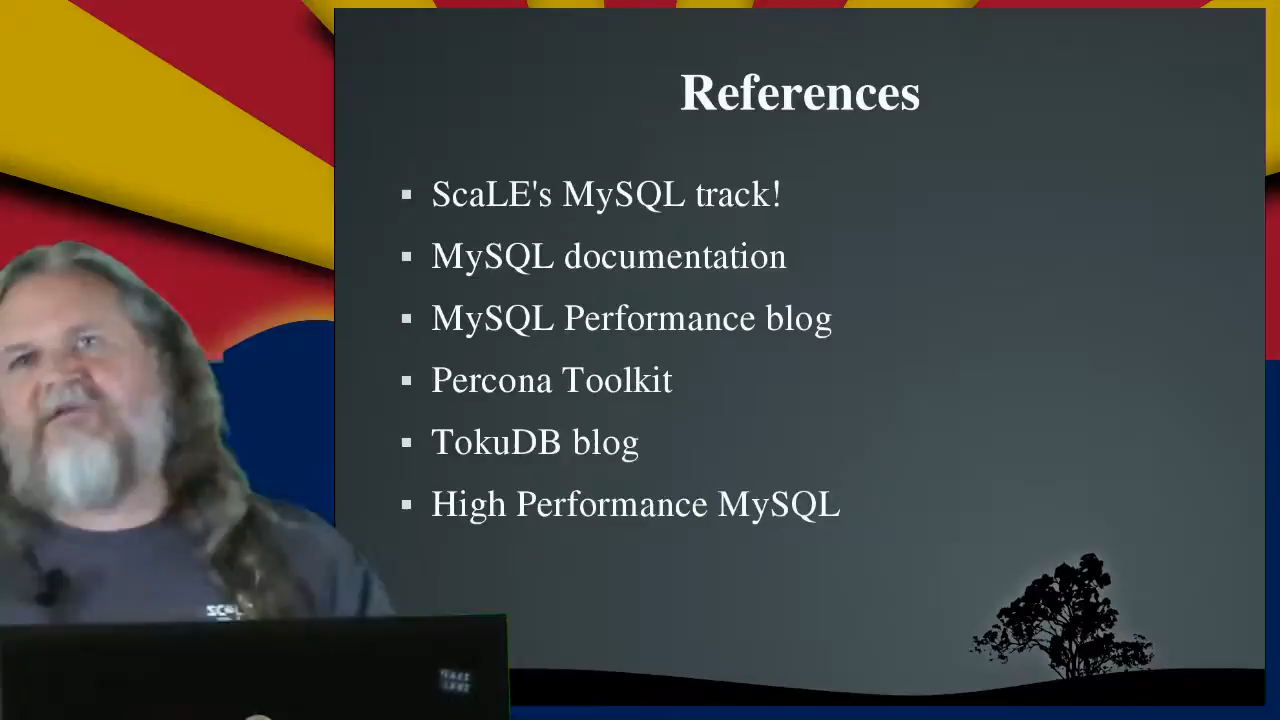 References
ScaLE's MySQL track!
MySQL documentation
MySQL Performance blog
Percona Toolkit
TokuDB blog
High Performance MySQL